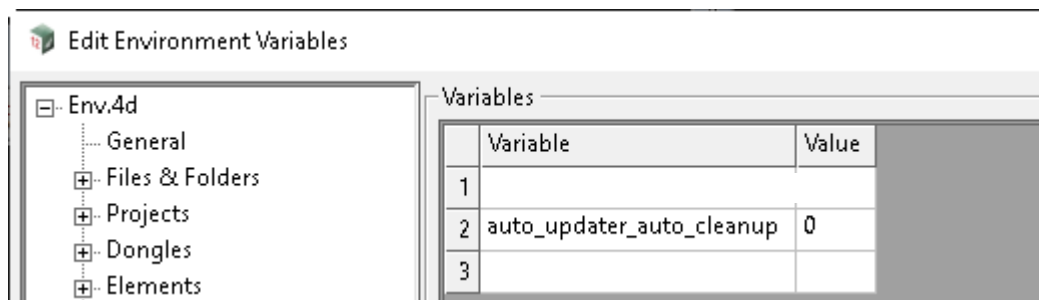 12
Edit Environment Variables
Env.4d
General
Files & Folders
Projects
Dongles
Elements
Variables
Variable Value
1
2 auto_updater_auto_cleanup 0
3